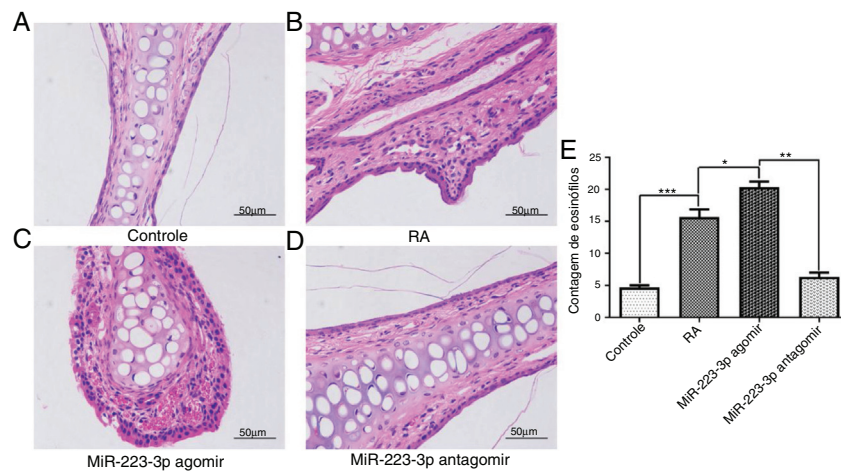 A
50µm
Controle
B
50µm
RA
C
50µm
MiR-223-3p agomir
D
50µm
MiR-223-3p antagomir
E
Contagem de eosinófilos
25
20
15
10
5
0
***
*
**
Controle
RA
MiR-223-3p agomir
MiR-223-3p antagomir